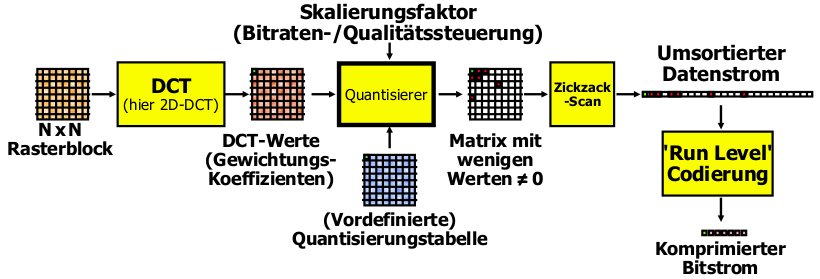 Skalierungsfaktor
(Bitraten-/Qualitätssteuerung)
N x N
Rasterblock
DCT
(hier 2D-DCT)
DCT-Werte
(Gewichtungs-
Koeffizienten)
Quantisierer
(Vordefinierte)
Quantisierungstabelle
Matrix mit
wenigen
Werten ≠ 0
Zickzack
-Scan
Umsortierter
Datenstrom
'Run Level'
Codierung
Komprimierter
Bitstrom